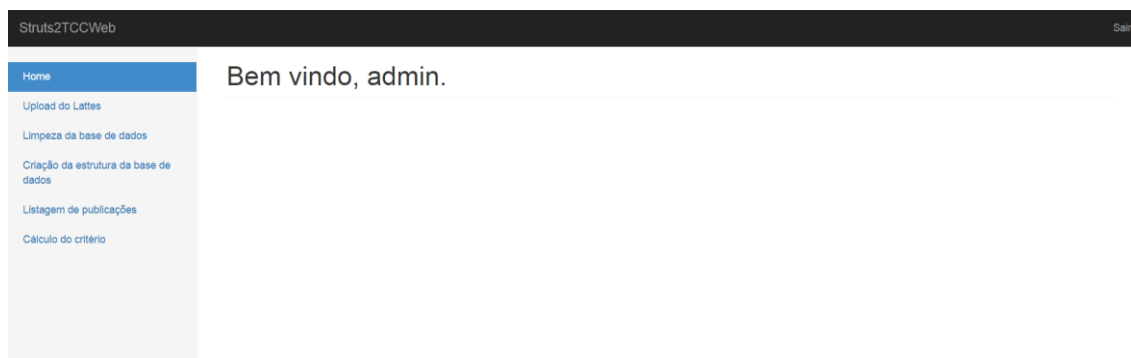 Struts2TCCWeb
Sair
Home
Bem vindo, admin.
Upload do Lattes
Limpeza da base de dados
Criação da estrutura da base de
dados
Listagem de publicações
Cálculo do critério